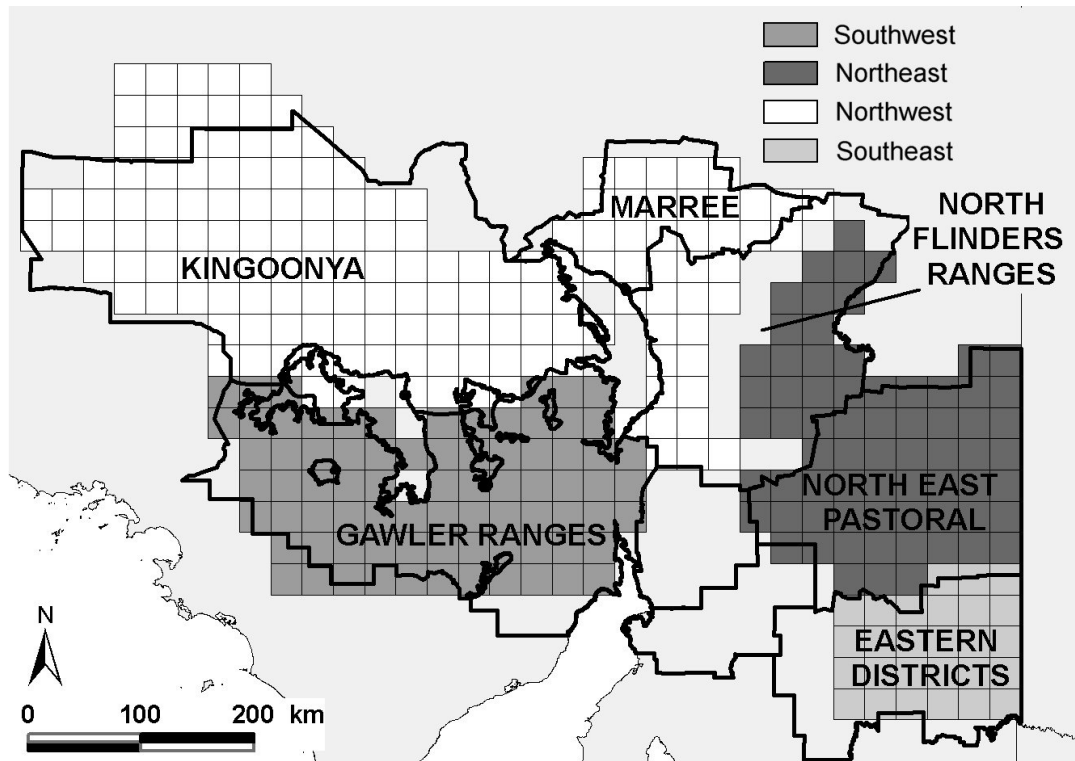 Southwest
Northeast
Northwest
Southeast
MARREE
NORTH
FLINDERS
RANGES
KINGOONYA
NORTH EAST
PASTORAL
GAWLER RANGES
EASTERN
DISTRICTS
N
0 100 200 km